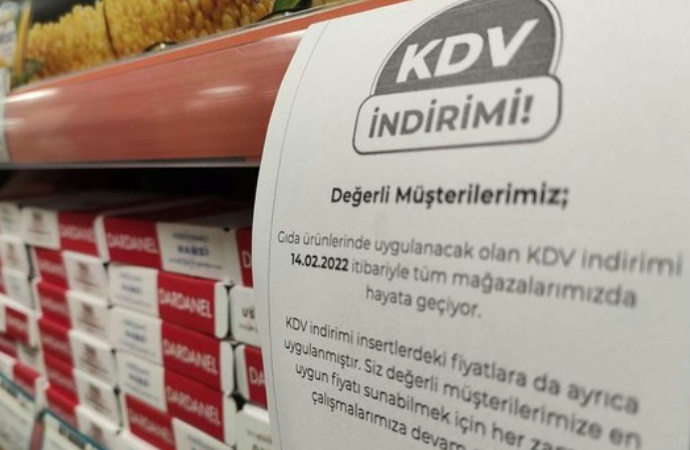 KDV
İNDİRİMİ!
Değerli Müşterilerimiz;
Gıda ürünlerinde uygulanacak olan KDV indirimi
14.02.2022 itibariyle tüm mağazalarımızda
hayata geçiyor.
KDV indirimi insertlerdeki fiyatlara da ayrıca
uygulanmıştır. Siz değerli müşterilerimize en
uygun fiyatı sunabilmek için her
çalışmalarımıza devam
DARDANEL
DARDANEL
DARDANEL
DARDANEL
DARDANEL